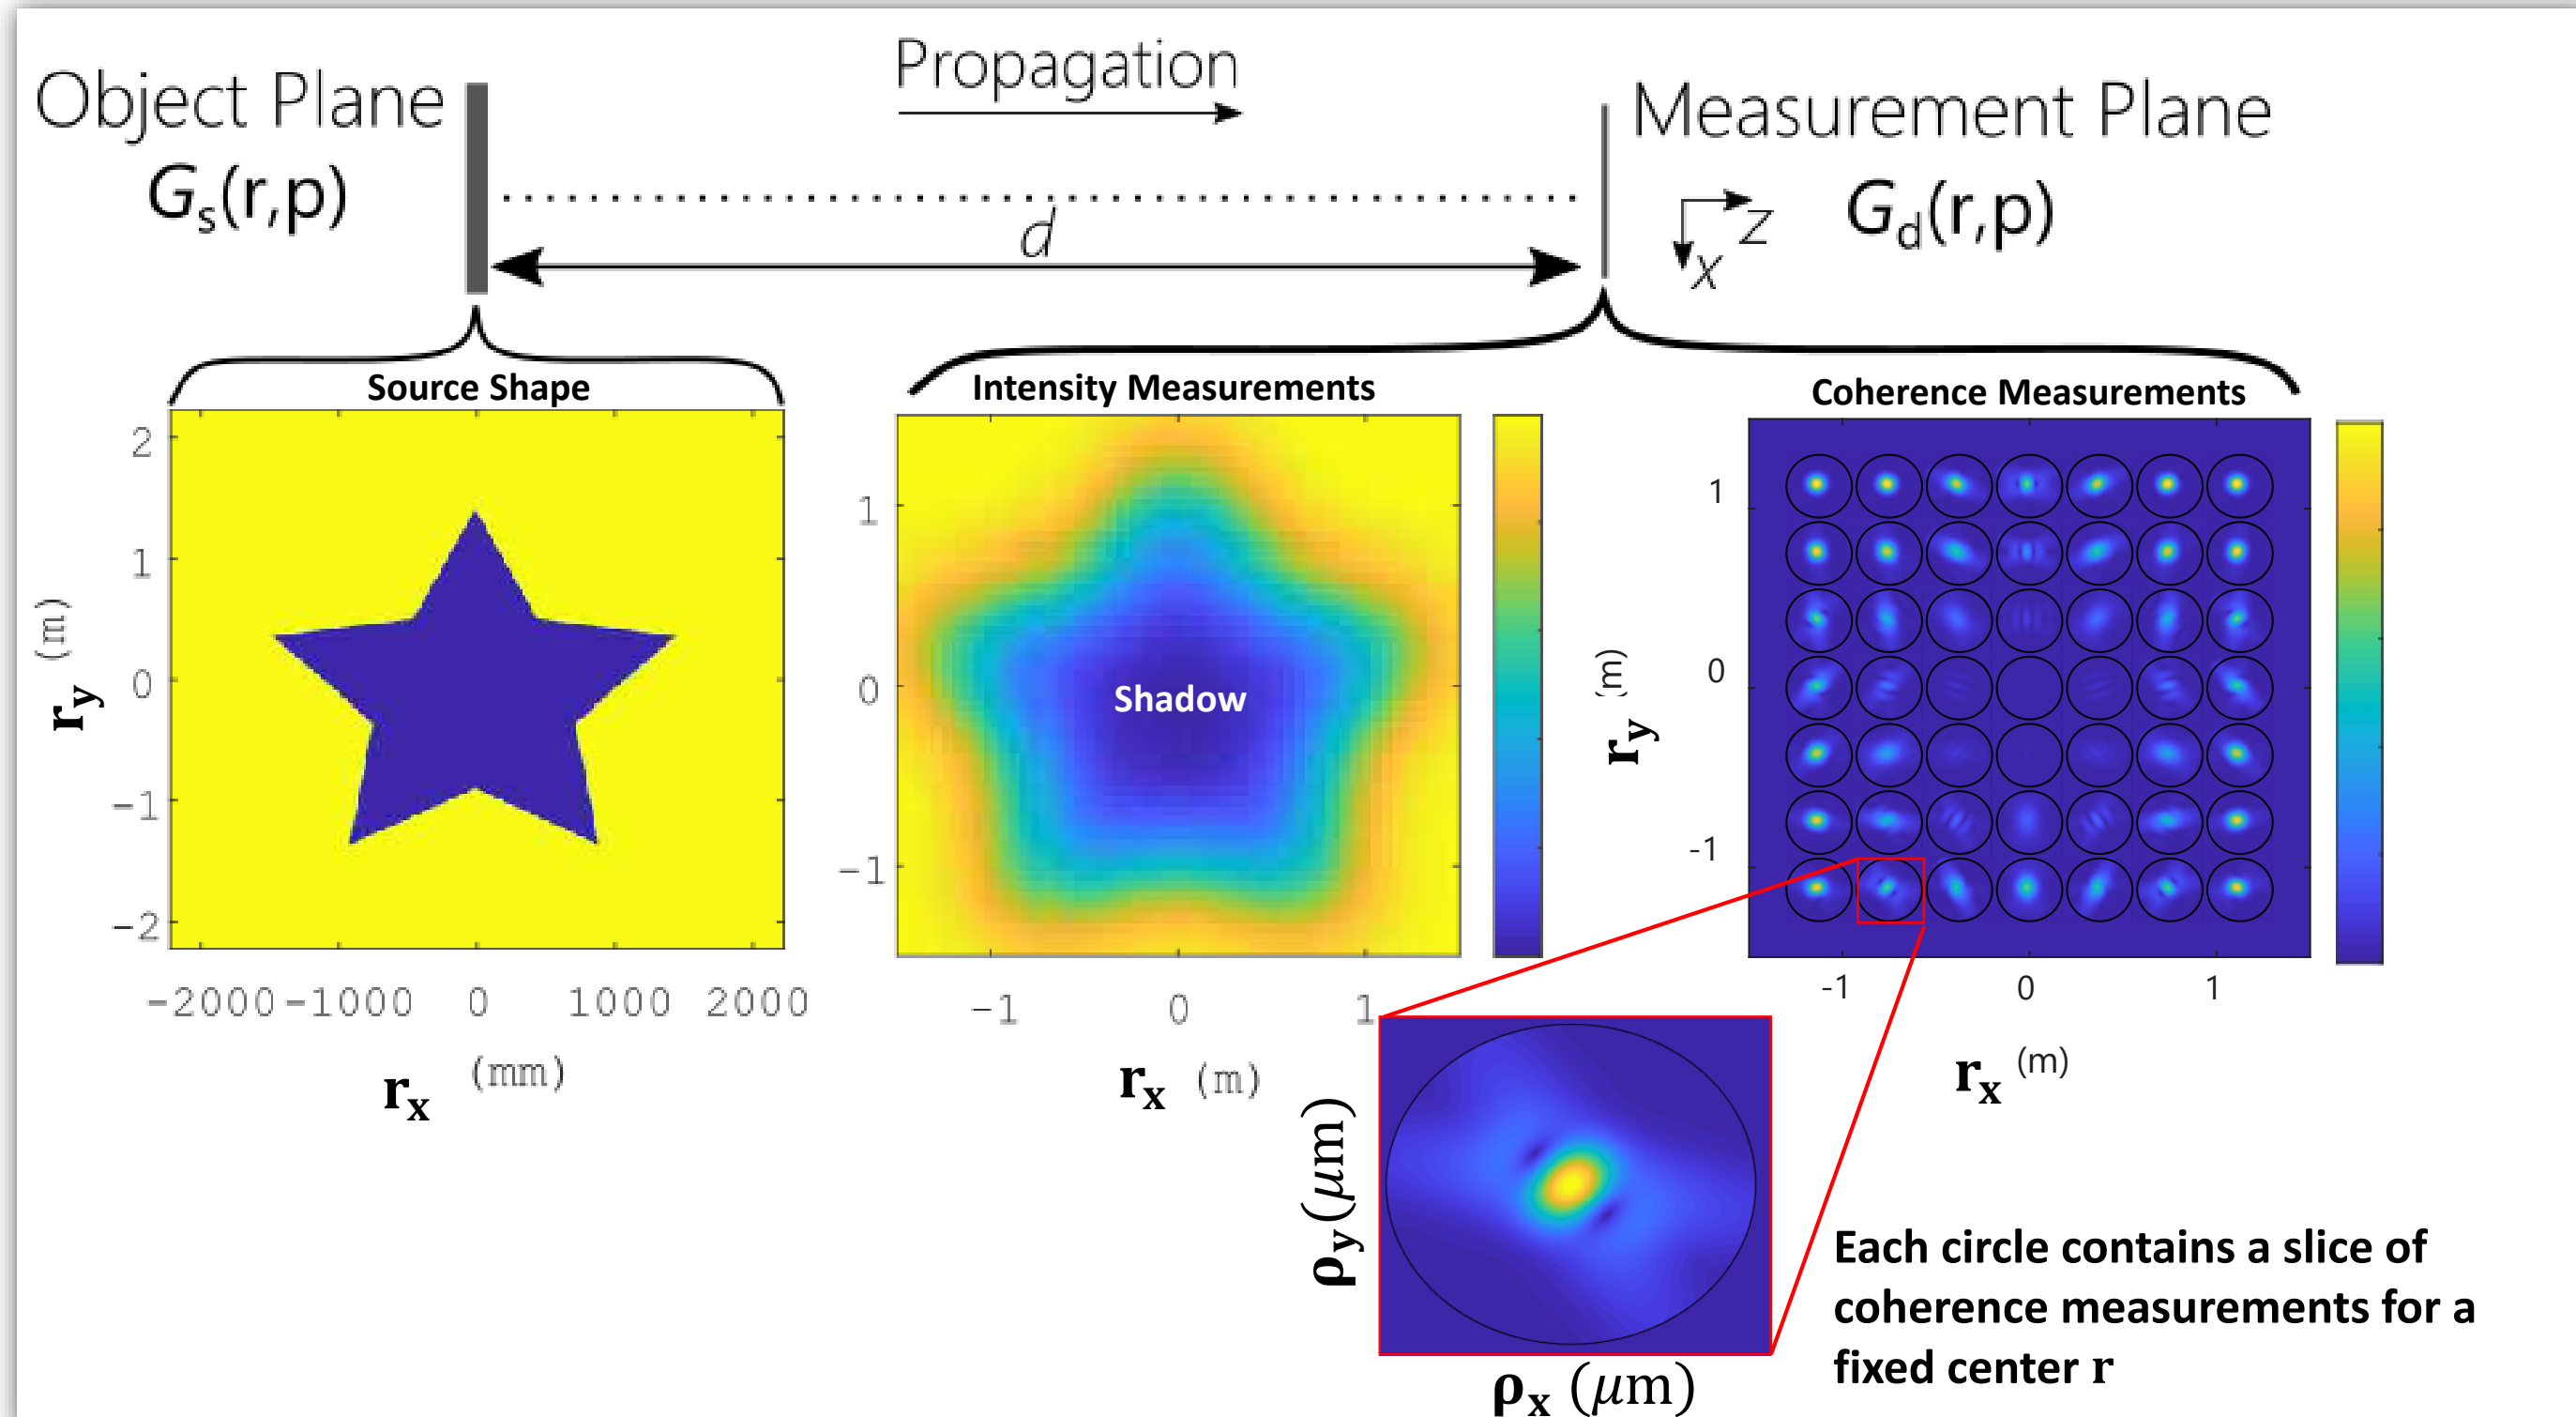 Propagation
Object Plane
Gs(r,p)
Measurement Plane
Gd(r,p)
d
z
x
Source Shape
Intensity Measurements
Coherence Measurements
2
1
0
−1
−2
ry (m)
−2000 −1000 0 1000 2000
rx (mm)
1
0
−1
Shadow
−1 0 1
rx (m)
1
0
-1
ry (m)
-1 0 1
rx (m)
ρy (μm)
ρx (μm)
Each circle contains a slice of
coherence measurements for a
fixed center r